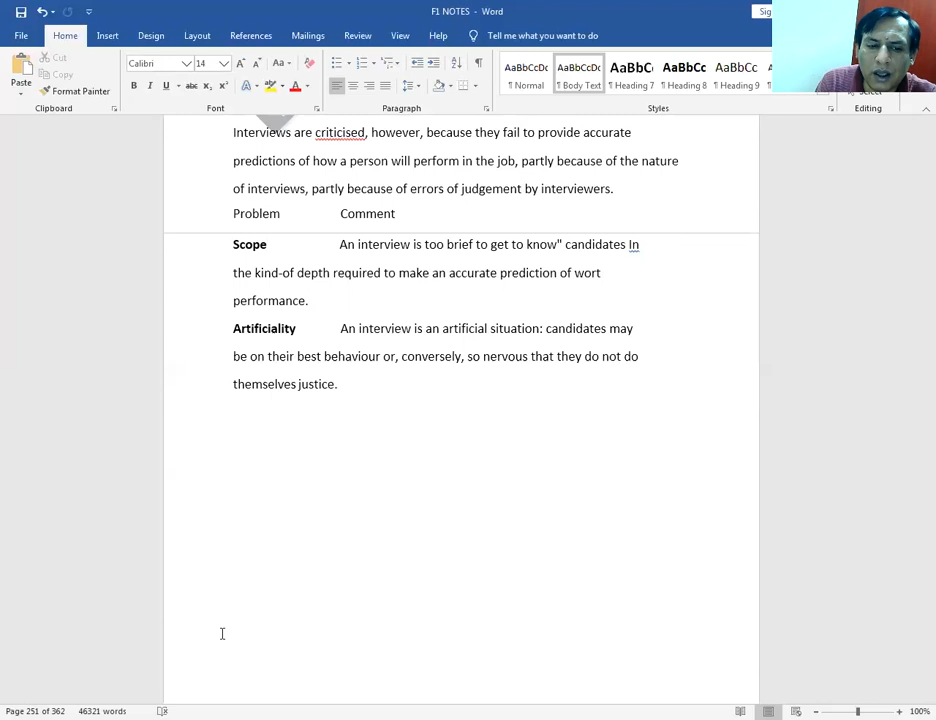 F1 NOTES - Word
Sig
File Home Insert Design Layout References Mailings Review View Help Tell me what you want to do
Paste
Cut
Copy
Format Painter
Clipboard
Calibri 14
Aa
B I U abc x₂ x² A A
Font
Paragraph
AaBbCcDc AaBbCcDc AaBbC AaBbCc AaBbCc
¶ Normal ¶ Body Text ¶ Heading 7 ¶ Heading 8 ¶ Heading 9
Styles
Editing
Interviews are criticised, however, because they fail to provide accurate
predictions of how a person will perform in the job, partly because of the nature
of interviews, partly because of errors of judgement by interviewers.
Problem Comment
Scope An interview is too brief to get to know" candidates In
the kind-of depth required to make an accurate prediction of wort
performance.
Artificiality An interview is an artificial situation: candidates may
be on their best behaviour or, conversely, so nervous that they do not do
themselves justice.
Page 251 of 362 46321 words
100%